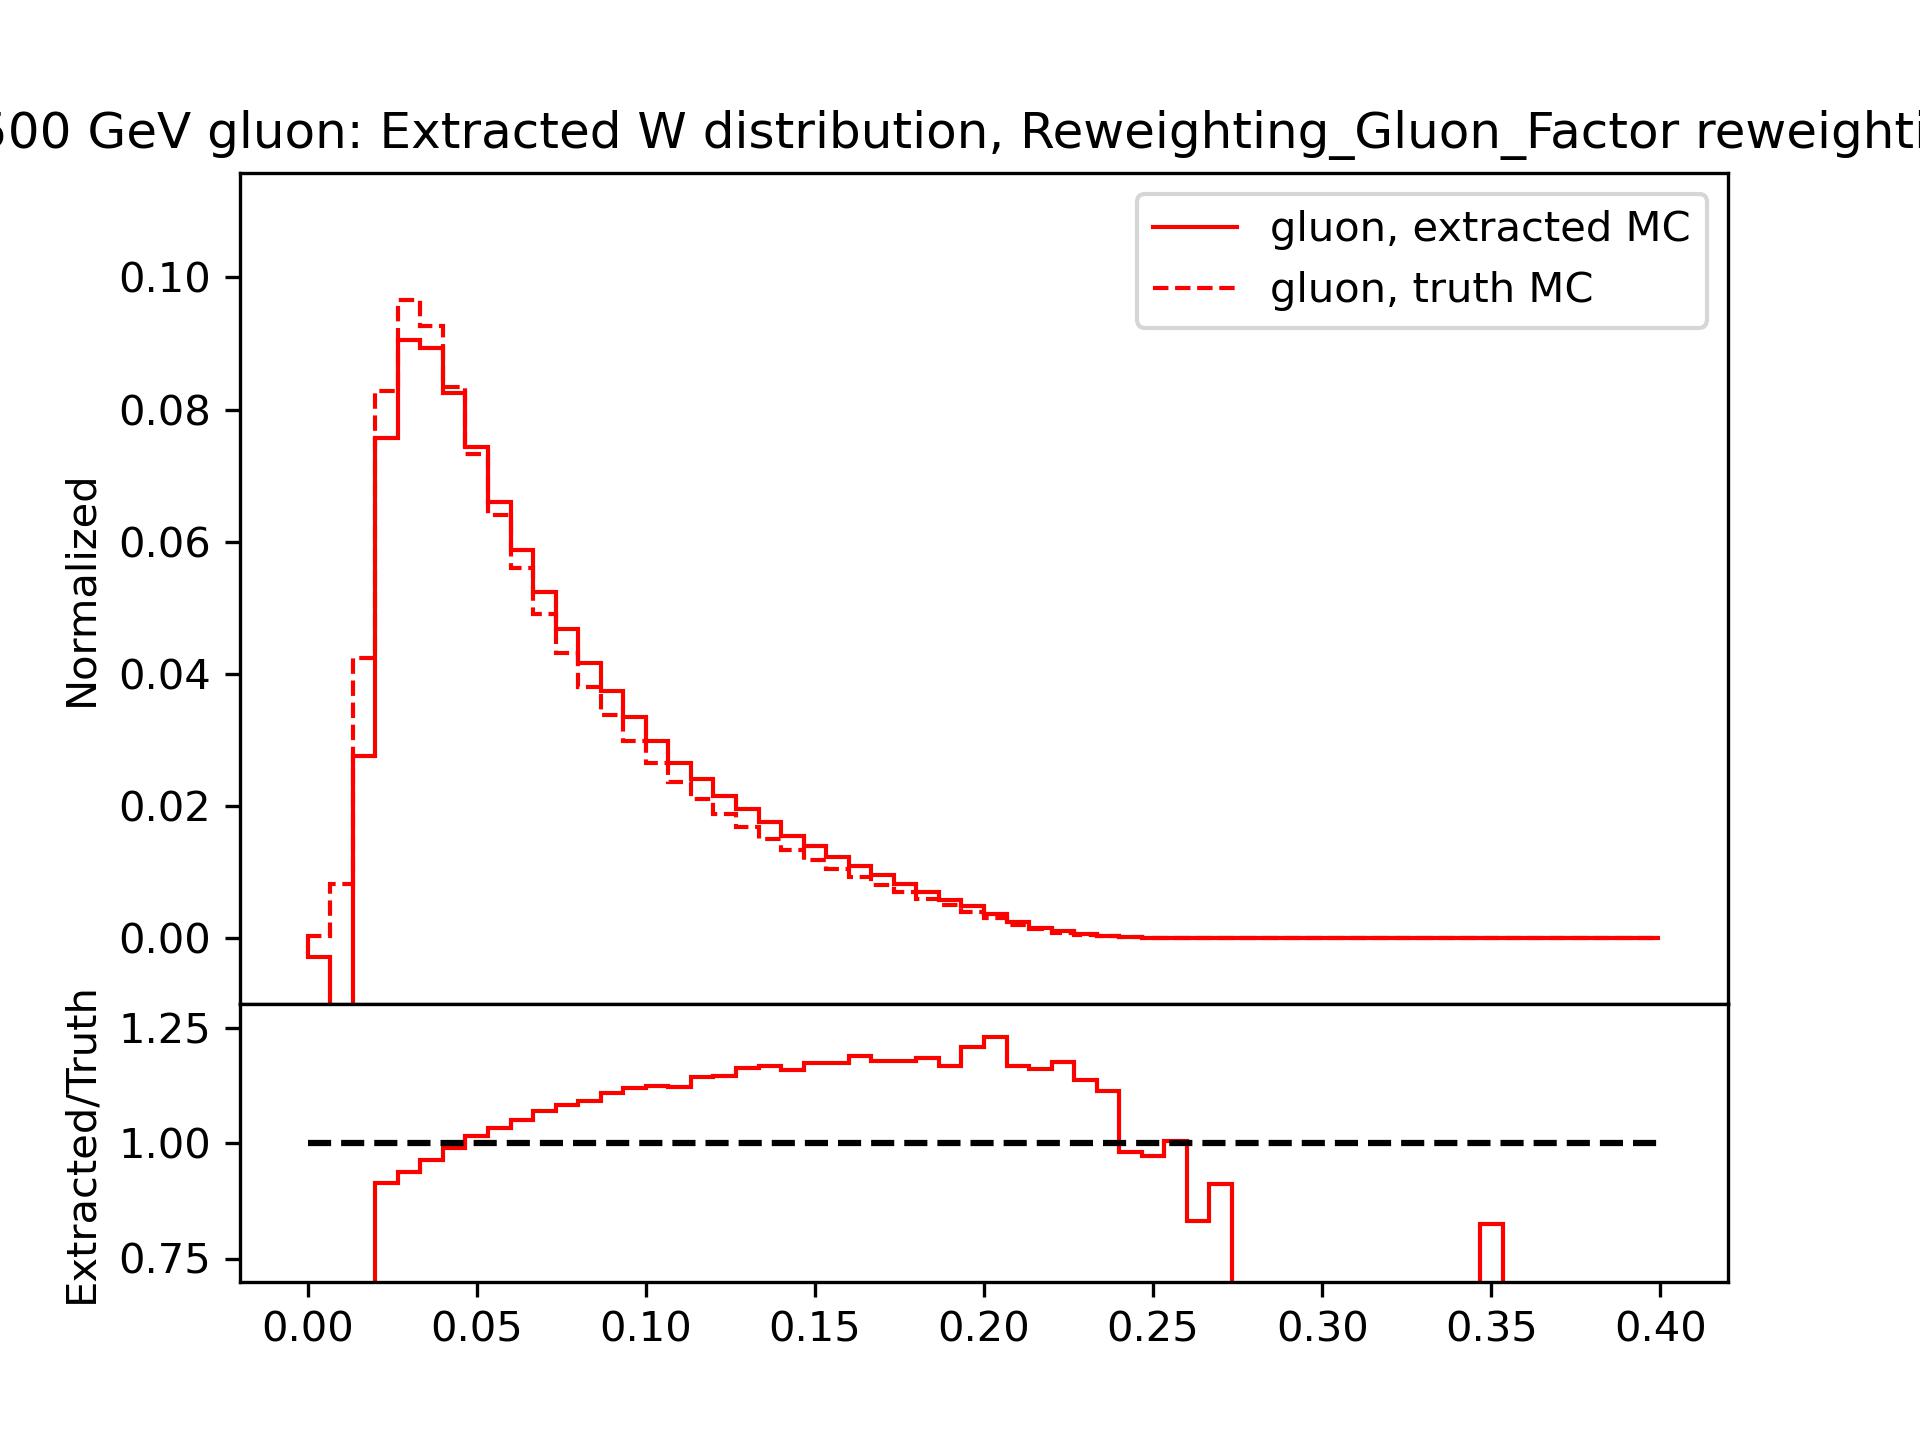 500 GeV gluon: Extracted W distribution, Reweighting_Gluon_Factor
gluon, extracted MC
gluon, truth MC
Normalized
0.10
0.08
0.06
0.04
0.02
0.00
Extracted/Truth
1.25
1.00
0.75
0.00 0.05 0.10 0.15 0.20 0.25 0.30 0.35 0.40